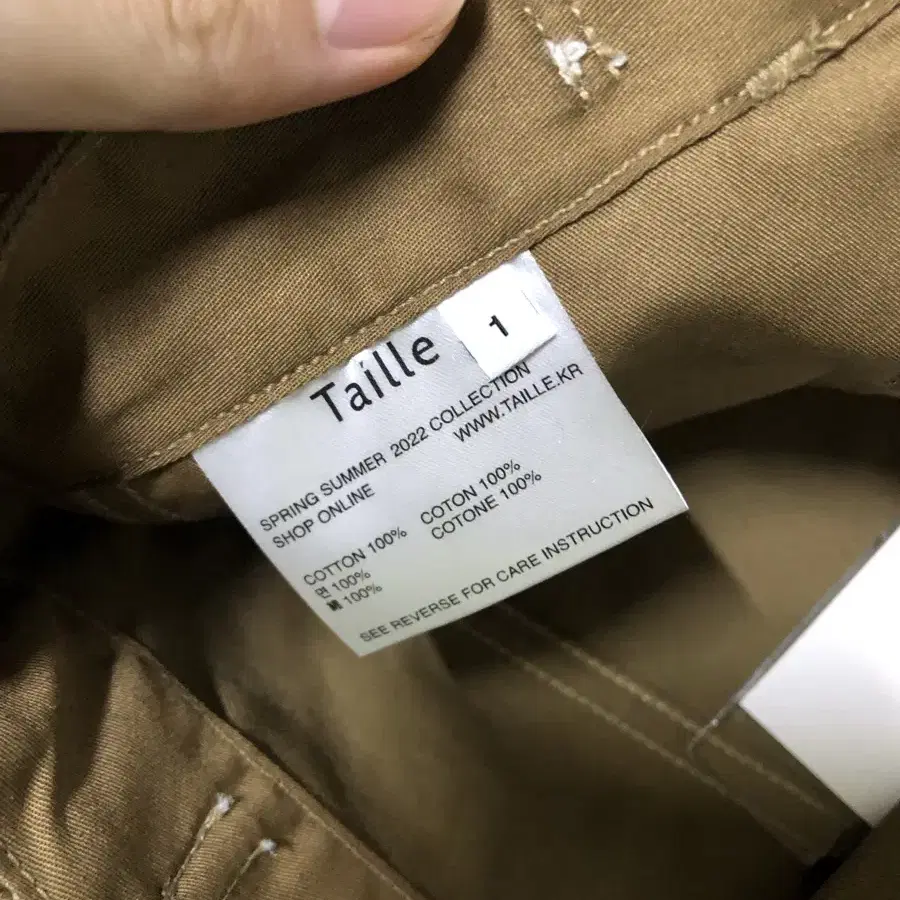 Taille
1
SPRING SUMMER 2022 COLLECTION
SHOP ONLINE WWW.TAILLE.KR
COTTON 100% COTON 100%
면 100% COTONE 100%
綿 100%
SEE REVERSE FOR CARE INSTRUCTION